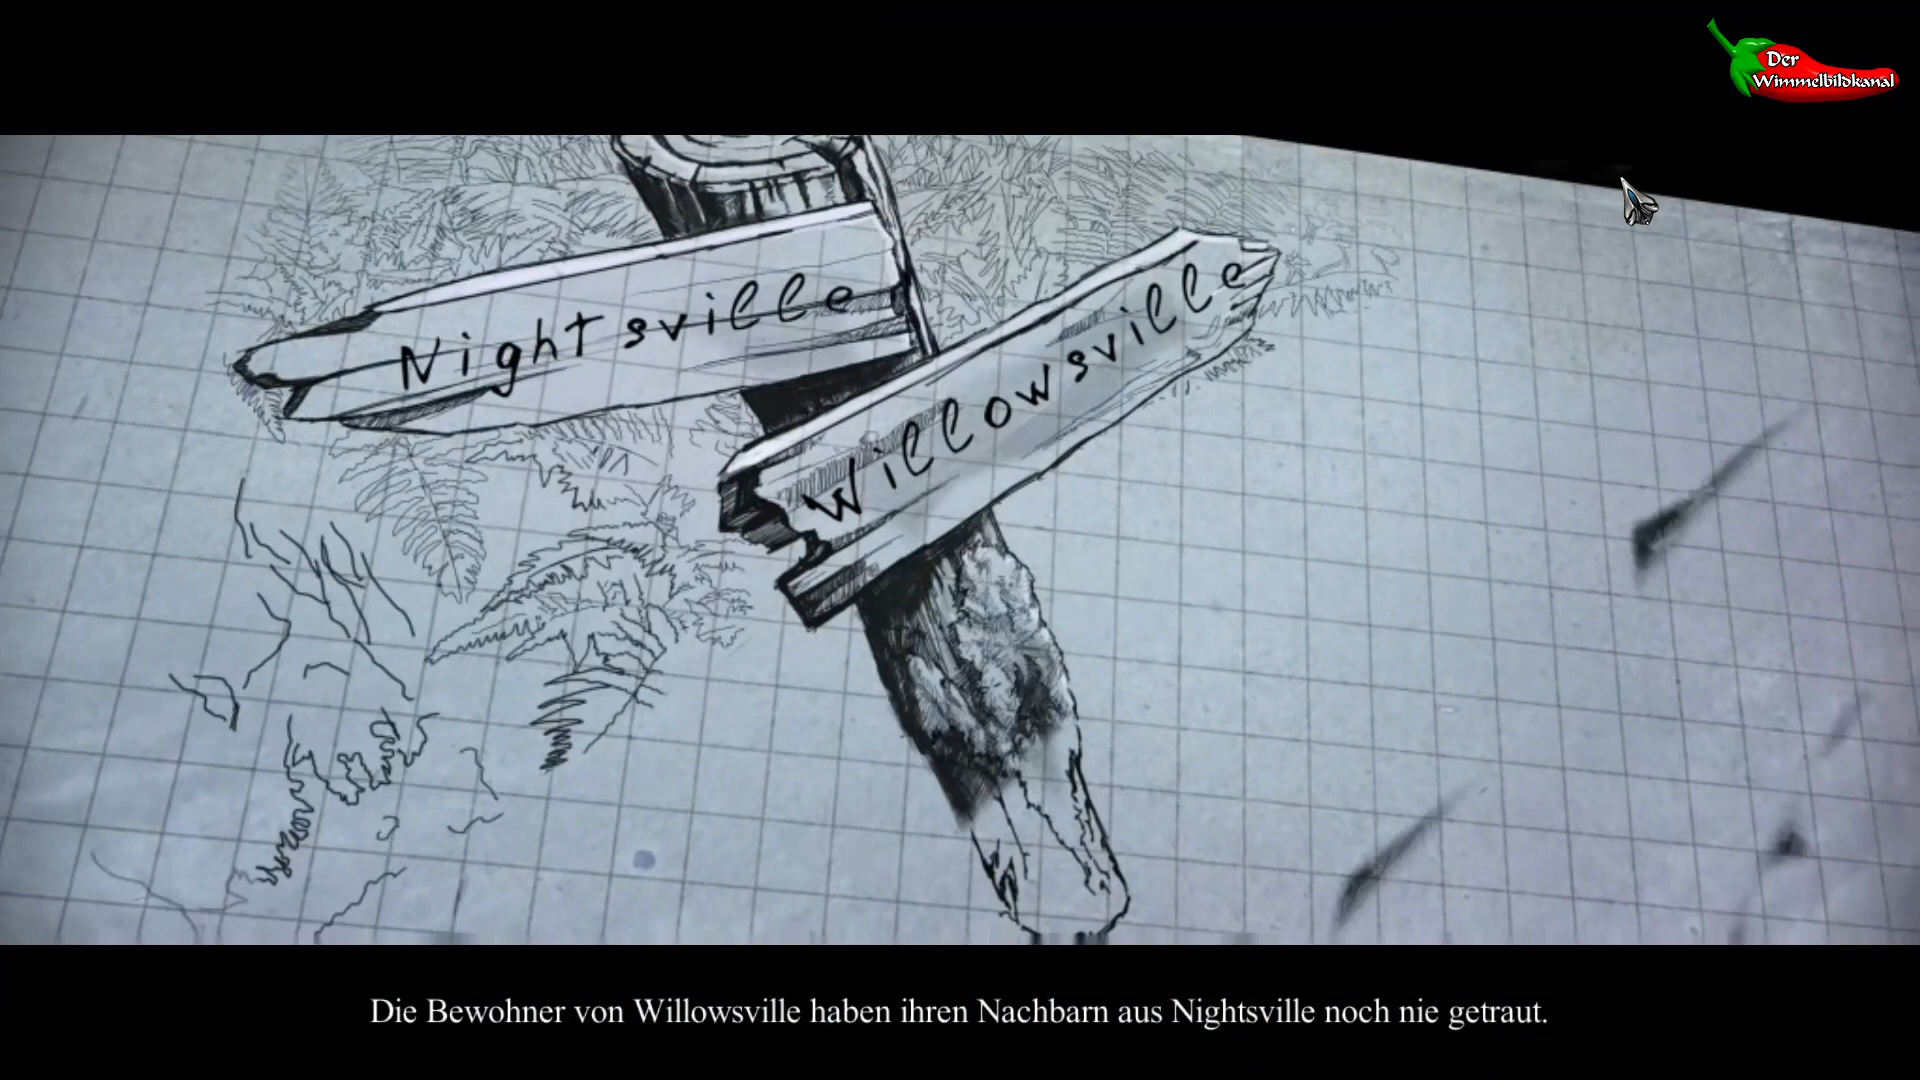 Der
Wimmelbildkanal
Nightsville
Willowsville
Die Bewohner von Willowsville haben ihren Nachbarn aus Nightsville noch nie getraut.